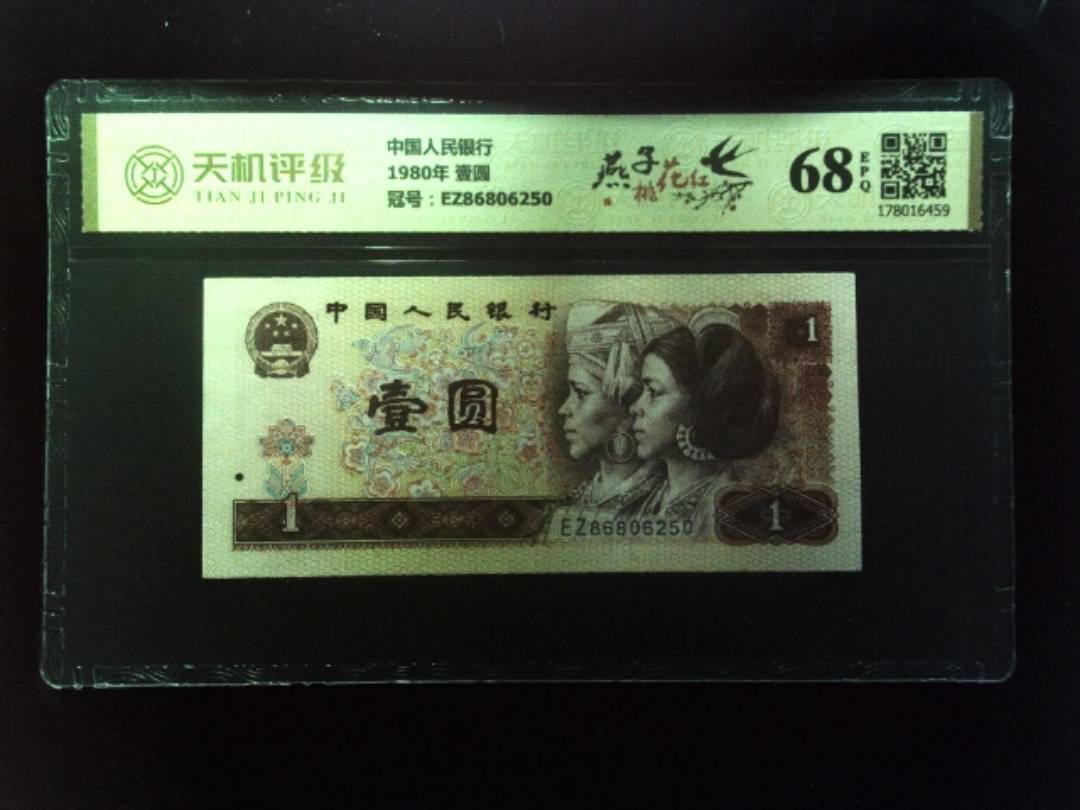 天机评级
TIAN JI PING JI
中国人民银行
1980年 壹圆
冠号：EZ86806250
燕子
桃花红
68
EPQ
178016459
中国人民银行
1
壹圆
1
EZ86806250
1